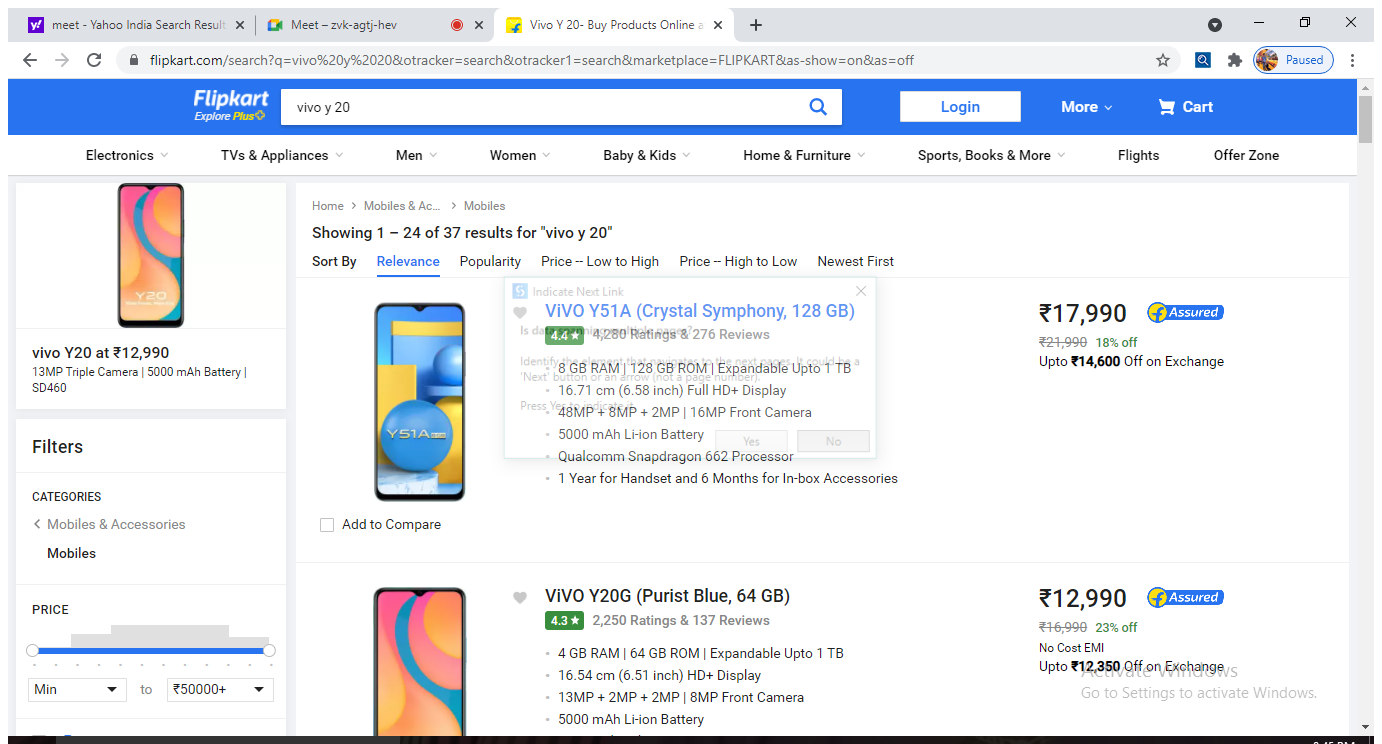 meet - Yahoo India Search Result
Meet – zvk-agtj-hev
Vivo Y 20- Buy Products Online a
flipkart.com/search?q=vivo%20y%2020&otracker=search&otracker1=search&marketplace=FLIPKART&as-show=on&as=off
Paused
Flipkart
Explore Plus
vivo y 20
Login
More
Cart
Electronics
TVs & Appliances
Men
Women
Baby & Kids
Home & Furniture
Sports, Books & More
Flights
Offer Zone
Y20
vivo Y20 at ₹12,990
13MP Triple Camera | 5000 mAh Battery |
SD460
Filters
CATEGORIES
Mobiles & Accessories
Mobiles
PRICE
Min
to
₹50000+
Home > Mobiles & Ac... > Mobiles
Showing 1 – 24 of 37 results for "vivo y 20"
Sort By Relevance Popularity Price -- Low to High Price -- High to Low Newest First
Indicate Next Link
Is data spanning multiple pages?
Identify the element that navigates to the next pages. It could be a
'Next' button or an arrow (not a page number).
Press Yes to indicate it.
Yes
No
Y51A
ViVO Y51A (Crystal Symphony, 128 GB)
4.4 ★ 4,280 Ratings & 276 Reviews
8 GB RAM | 128 GB ROM | Expandable Upto 1 TB
16.71 cm (6.58 inch) Full HD+ Display
48MP + 8MP + 2MP | 16MP Front Camera
5000 mAh Li-ion Battery
Qualcomm Snapdragon 662 Processor
1 Year for Handset and 6 Months for In-box Accessories
₹17,990
Assured
₹21,990 18% off
Upto ₹14,600 Off on Exchange
Add to Compare
ViVO Y20G (Purist Blue, 64 GB)
4.3 ★ 2,250 Ratings & 137 Reviews
4 GB RAM | 64 GB ROM | Expandable Upto 1 TB
16.54 cm (6.51 inch) HD+ Display
13MP + 2MP + 2MP | 8MP Front Camera
5000 mAh Battery
₹12,990
Assured
₹16,990 23% off
No Cost EMI
Upto ₹12,350 Off on Exchange
Activate Windows
Go to Settings to activate Windows.